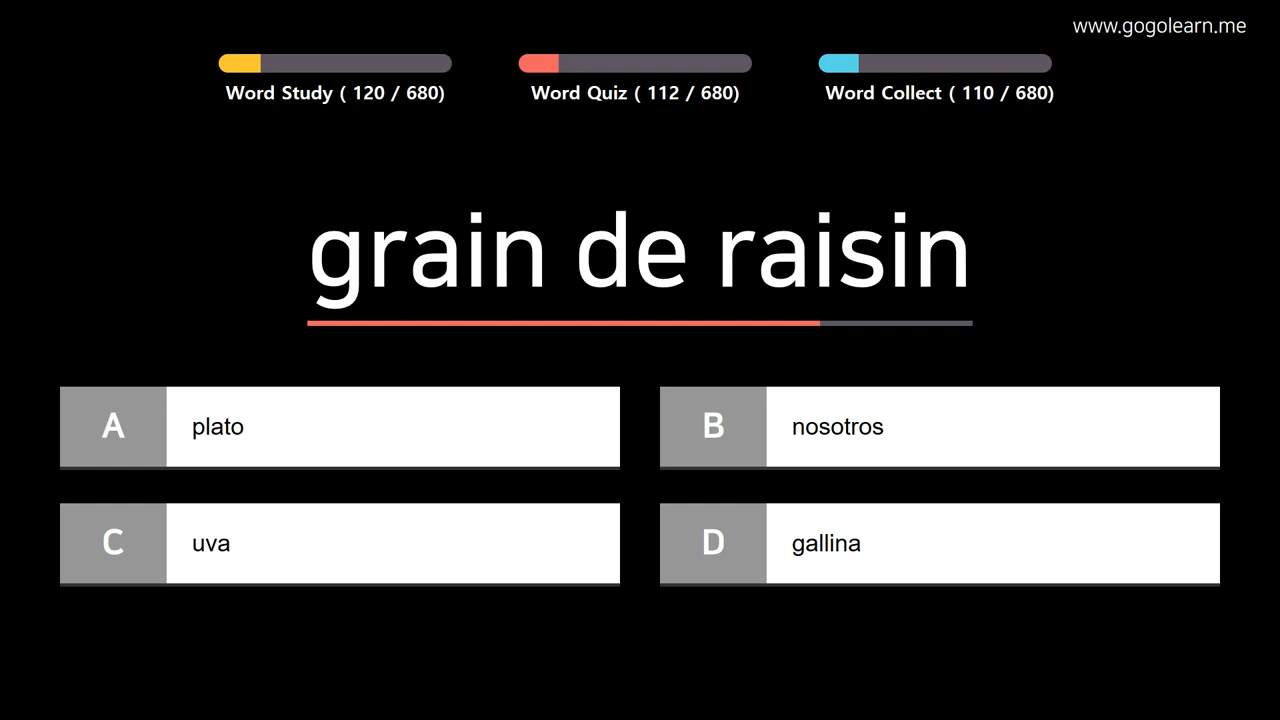 www.gogolearn.me
Word Study ( 120 / 680)
Word Quiz ( 112 / 680)
Word Collect ( 110 / 680)
grain de raisin
A plato
B nosotros
C uva
D gallina